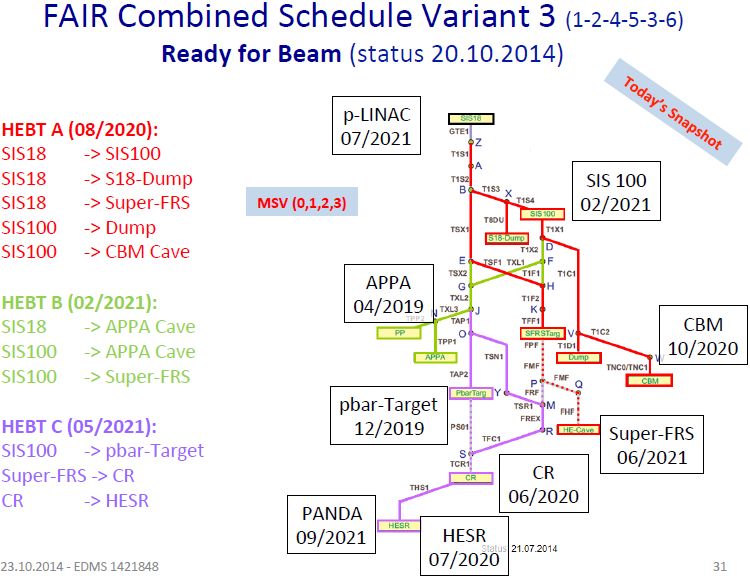 FAIR Combined Schedule Variant 3 (1-2-4-5-3-6)
Ready for Beam (status 20.10.2014)
Today's Snapshot
HEBT A (08/2020):
SIS18 -> SIS100
SIS18 -> S18-Dump
SIS18 -> Super-FRS
SIS100 -> Dump
SIS100 -> CBM Cave
HEBT B (02/2021):
SIS18 -> APPA Cave
SIS100 -> APPA Cave
SIS100 -> Super-FRS
HEBT C (05/2021):
SIS100 -> pbar-Target
Super-FRS -> CR
CR -> HESR
MSV (0,1,2,3)
p-LINAC
07/2021
SIS 100
02/2021
APPA
04/2019
CBM
10/2020
pbar-Target
12/2019
Super-FRS
06/2021
CR
06/2020
PANDA
09/2021
HESR
07/2020
SIS18
GTE1
Z
T1S1
A
B
T1S3
X
T1S4
SIS100
T8DU
S18-Dump
TSX1
T1X1
D
T1X2
E
TSF1
TXL1
F
TSX2
T1F1
T1C1
G
H
TXL2
T1F2
TXL3
J
K
N
TPP2
PP
TAP1
TFF1
O
SFRSTarg
V
T1C2
TPP1
APPA
TSN1
FPF
T1D1
Dump
W
TNC0/TNC1
CBM
TAP2
FMF
FMF
P
Q
PbarTarg
Y
FRF
TSR1
M
FHF
FREX
R
HE-Cave
PS01
TFC1
S
TCR1
CR
THS1
HESR
Status 21.07.2014
23.10.2014 - EDMS 1421848
31